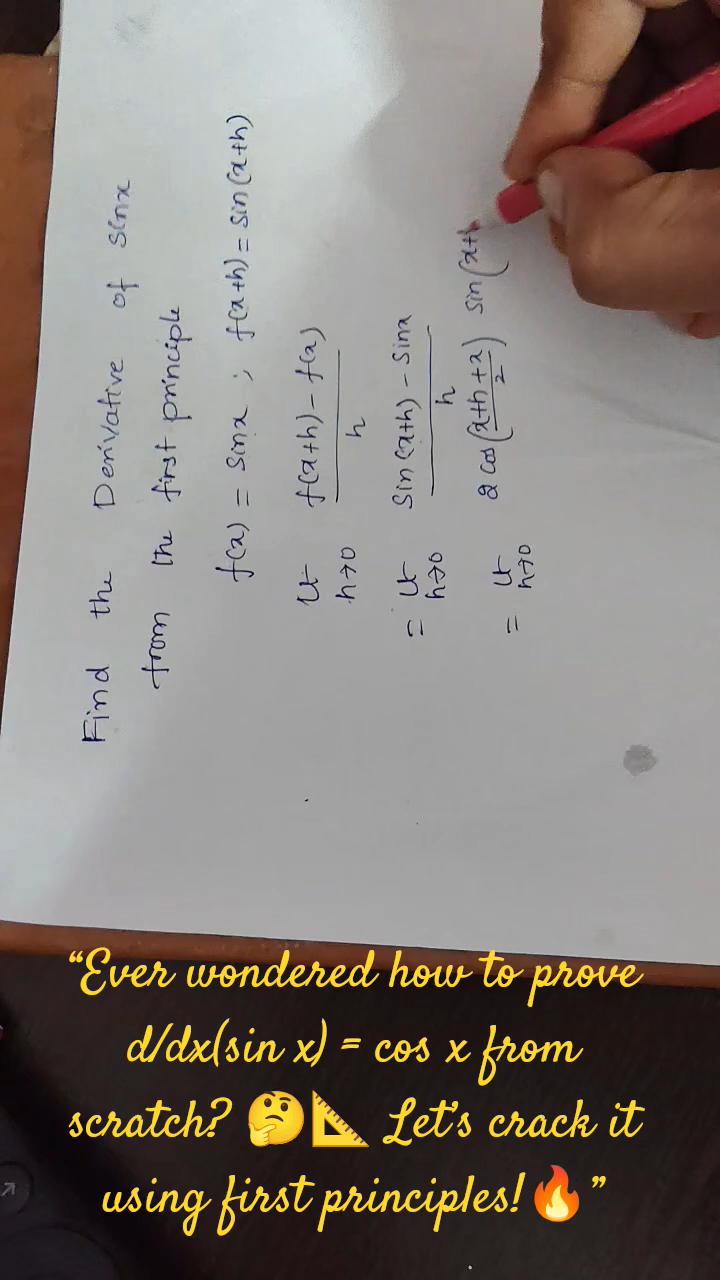 Find the Derivative of sinx
from the first principle
f(x) = sinx ; f(x+h) = sin(x+h)
lt f(x+h) - f(x)
h→0 h
= lt sin(x+h) - sinx
h→0 h
= lt 2 cos(x+h+x) sin(x+h
h→0 2
“Ever wondered how to prove
d/dx(sin x) = cos x from
scratch? 🤔📐 Let's crack it
using first principles!🔥”